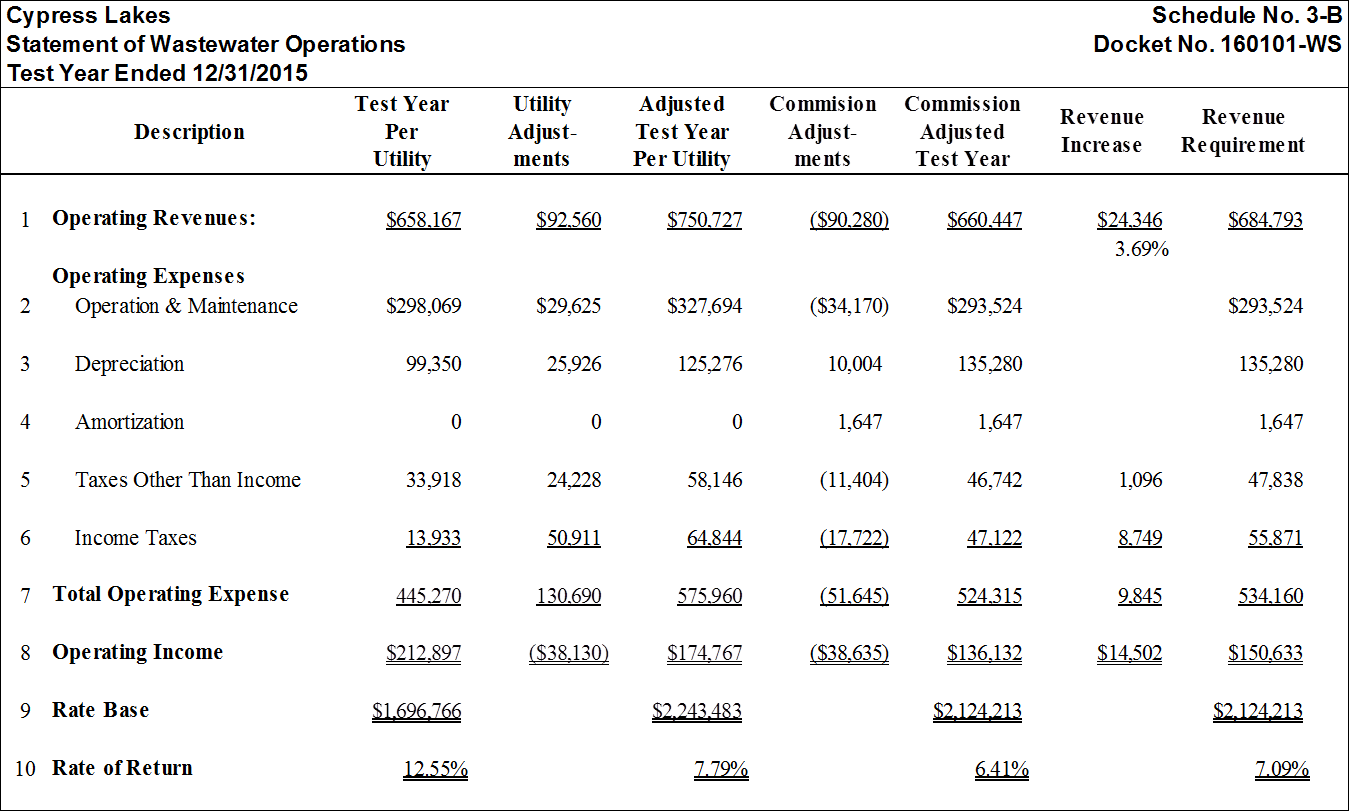 Cypress Lakes Schedule No. 3-B
Statement of Wastewater Operations Docket No. 160101-WS
Test Year Ended 12/31/2015
Description Test Year Per Utility Utility Adjust- ments Adjusted Test Year Per Utility Commision Adjust- ments Commission Adjusted Test Year Revenue Increase Revenue Requirement
1 Operating Revenues: $658,167 $92,560 $750,727 ($90,280) $660,447 $24,346 $684,793
3.69%
Operating Expenses
2 Operation & Maintenance $298,069 $29,625 $327,694 ($34,170) $293,524 $293,524
3 Depreciation 99,350 25,926 125,276 10,004 135,280 135,280
4 Amortization 0 0 0 1,647 1,647 1,647
5 Taxes Other Than Income 33,918 24,228 58,146 (11,404) 46,742 1,096 47,838
6 Income Taxes 13,933 50,911 64,844 (17,722) 47,122 8,749 55,871
7 Total Operating Expense 445,270 130,690 575,960 (51,645) 524,315 9,845 534,160
8 Operating Income $212,897 ($38,130) $174,767 ($38,635) $136,132 $14,502 $150,633
9 Rate Base $1,696,766 $2,243,483 $2,124,213 $2,124,213
10 Rate of Return 12.55% 7.79% 6.41% 7.09%